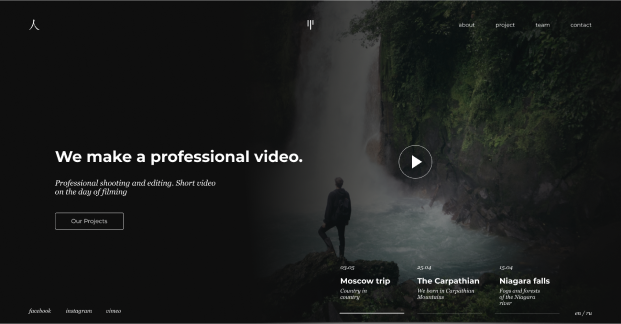 人
about project team contact
We make a professional video.
Professional shooting and editing. Short video
on the day of filming
Our Projects
03.05 25.04 15.04
Moscow trip The Carpathian Niagara falls
Country in We born in Carpathian Fogs and forests
country Mountains of the Niagara
river
facebook instagram vimeo
en / ru